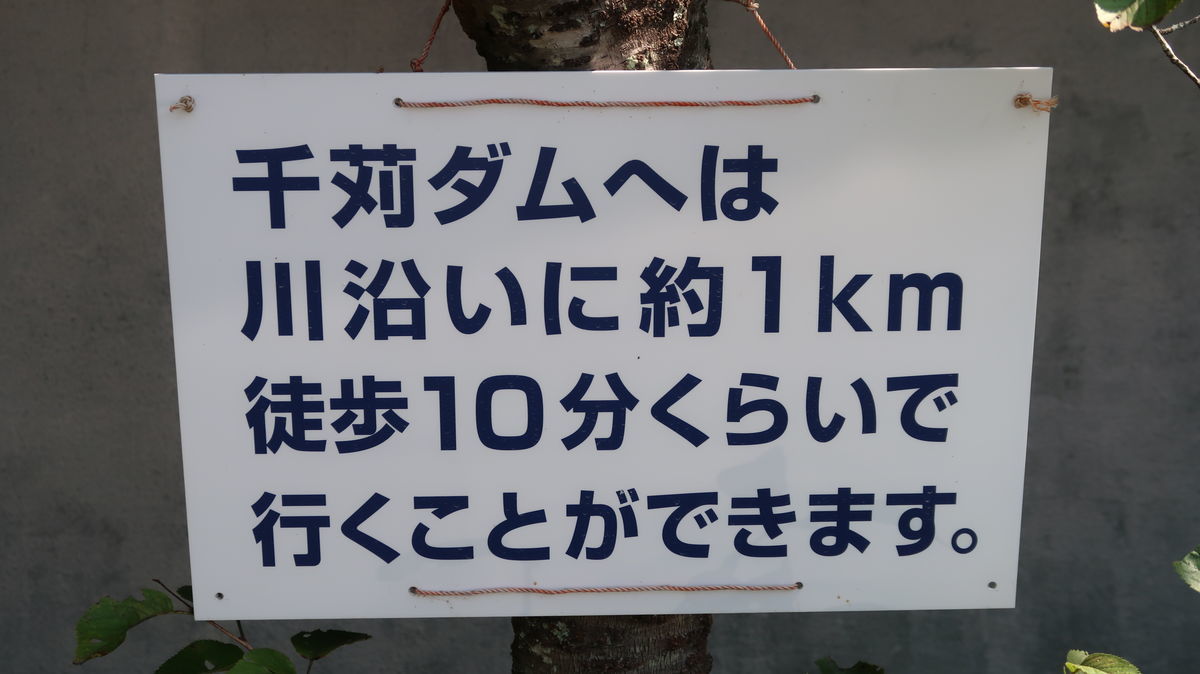 千苅ダムへは
川沿いに約1km
徒歩10分くらいで
行くことができます。